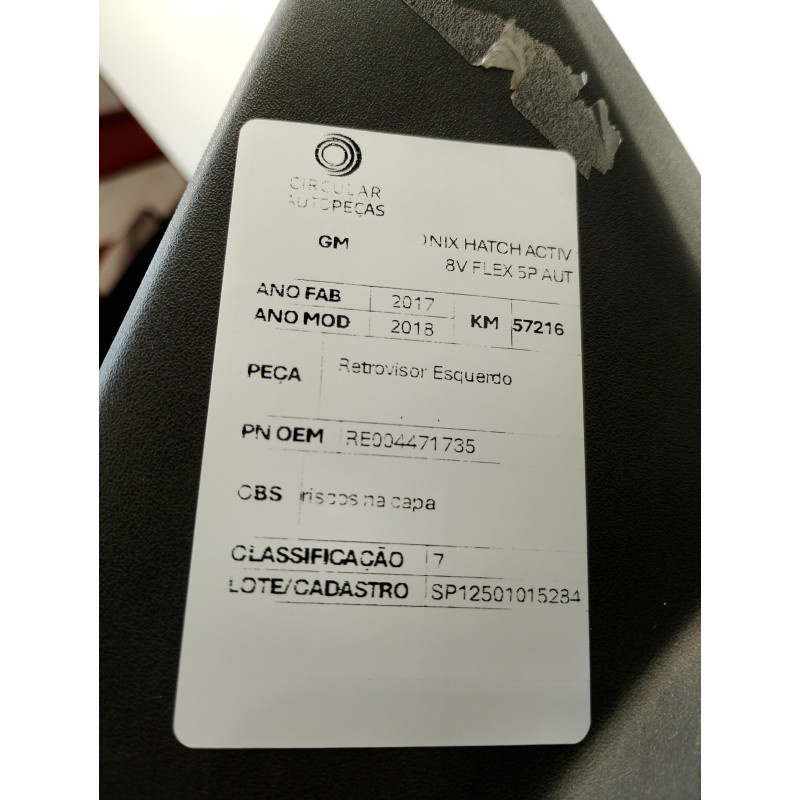 CIRCULAR
AUTOPEÇAS
GM
ONIX HATCH ACTIV
8V FLEX 5P AUT
ANO FAB 2017
ANO MOD 2018 KM 57216
PEÇA Retrovisor Esquerdo
PN OEM RE004471735
OBS riscos na capa
CLASSIFICAÇÃO 7
LOTE/CADASTRO SP12501015284